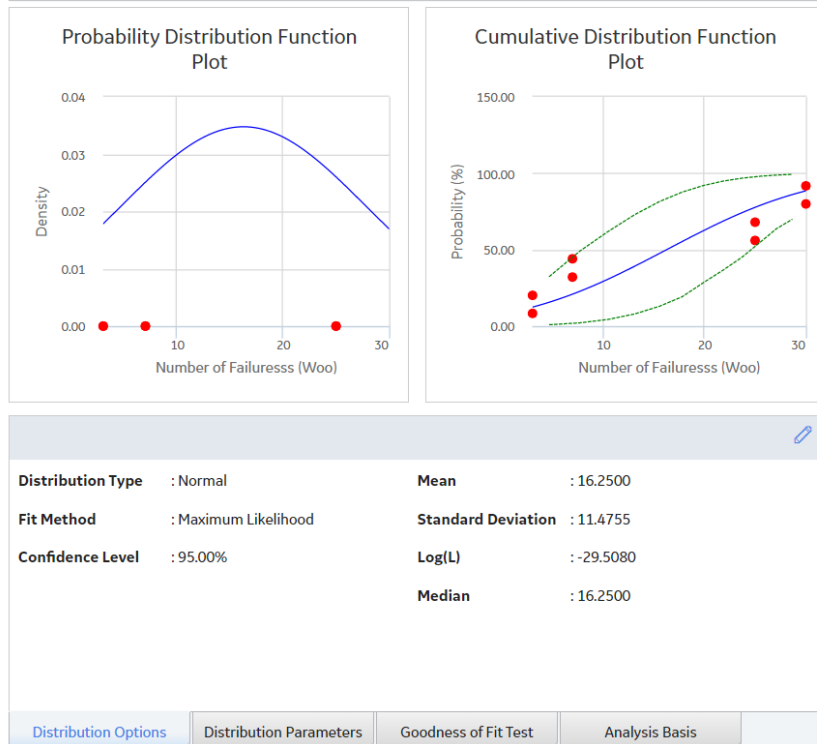 Probability Distribution Function
Plot
0.04
0.03
0.02
0.01
0.00
Density
10
20
30
Number of Failuresss (Woo)
Cumulative Distribution Function
Plot
150.00
100.00
50.00
0.00
Probability (%)
10
20
30
Number of Failuresss (Woo)
Distribution Type : Normal
Fit Method : Maximum Likelihood
Confidence Level : 95.00%
Mean : 16.2500
Standard Deviation : 11.4755
Log(L) : -29.5080
Median : 16.2500
Distribution Options Distribution Parameters Goodness of Fit Test Analysis Basis